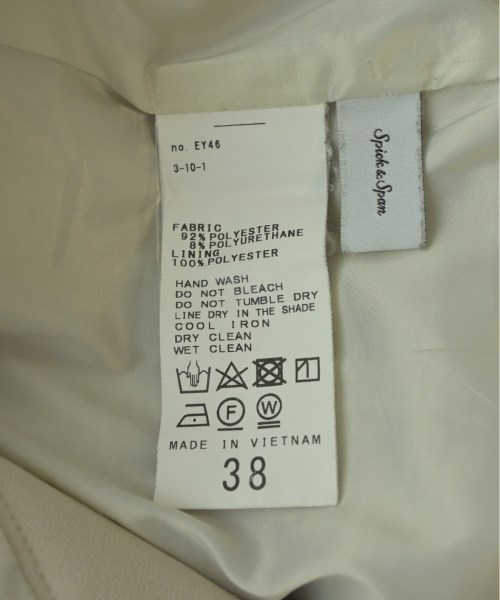 no. EY46
3-10-1
FABRIC
92% POLYESTER
8% POLYURETHANE
LINING
100% POLYESTER
HAND WASH
DO NOT BLEACH
DO NOT TUMBLE DRY
LINE DRY IN THE SHADE
COOL IRON
DRY CLEAN
WET CLEAN
F
W
MADE IN VIETNAM
38
Spick & Span